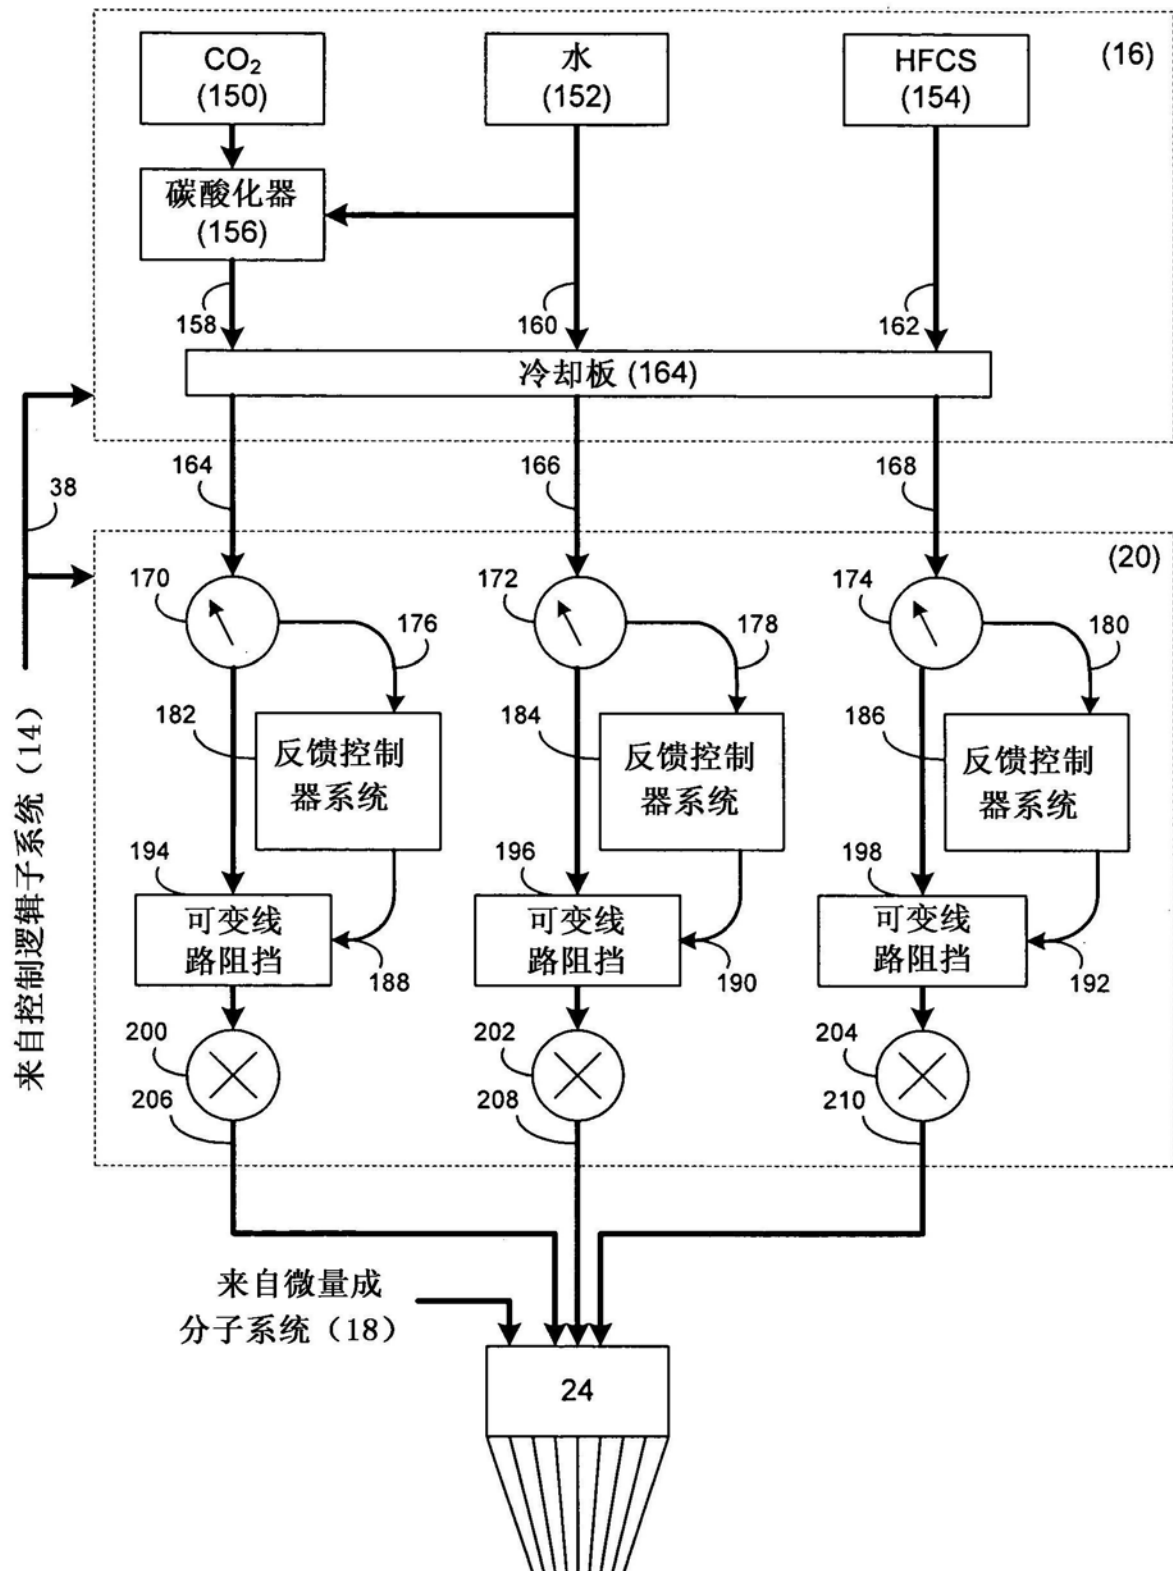 CO₂
(150)
水
(152)
HFCS
(154)
(16)
碳酸化器
(156)
158
160
162
冷却板 (164)
164
166
168
38
(20)
170
172
174
176
178
180
182
184
186
反馈控制
器系统
反馈控制
器系统
反馈控制
器系统
来自控制逻辑子系统（14）
194
196
198
可变线
路阻挡
可变线
路阻挡
可变线
路阻挡
188
190
192
200
202
204
206
208
210
来自微量成
分子系统（18）
24